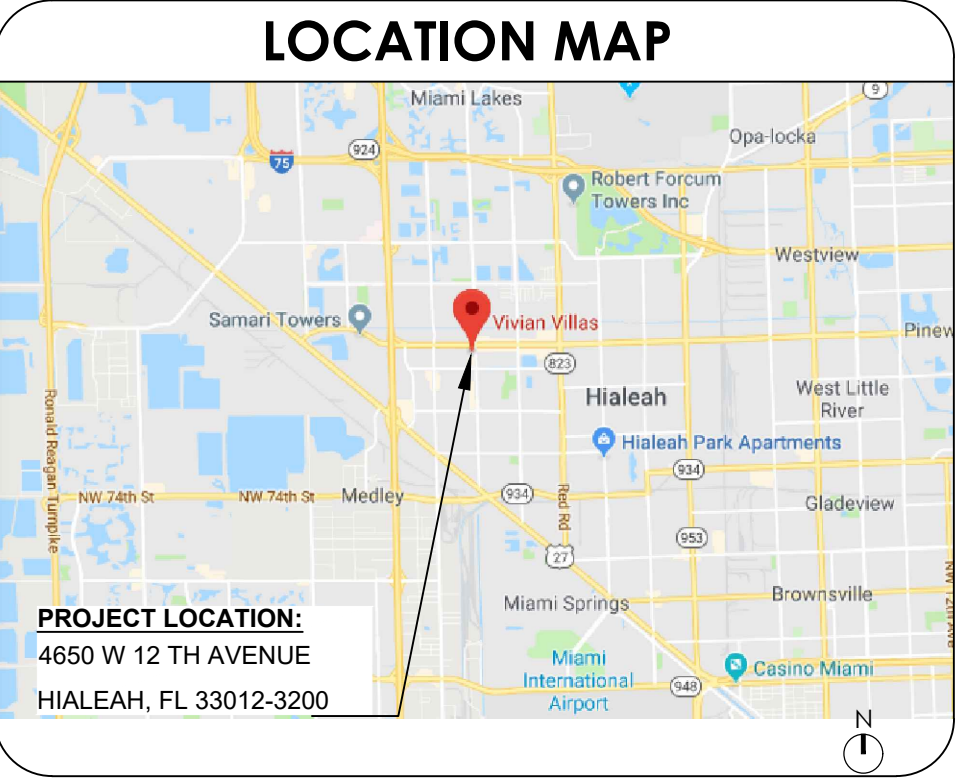 LOCATION MAP
Miami Lakes
9
Opa-locka
924
75
Robert Forcum
Towers Inc
Westview
Samari Towers
Vivian Villas
Pinew
823
Hialeah
West Little
River
Ronald Reagan Turnpike
Hialeah Park Apartments
934
NW 74th St
NW 74th St
Medley
934
Red Rd
Gladeview
953
27
Miami Springs
Brownsville
NW 12th Ave
PROJECT LOCATION:
4650 W 12 TH AVENUE
HIALEAH, FL 33012-3200
Miami
International
Airport
Casino Miami
948
N